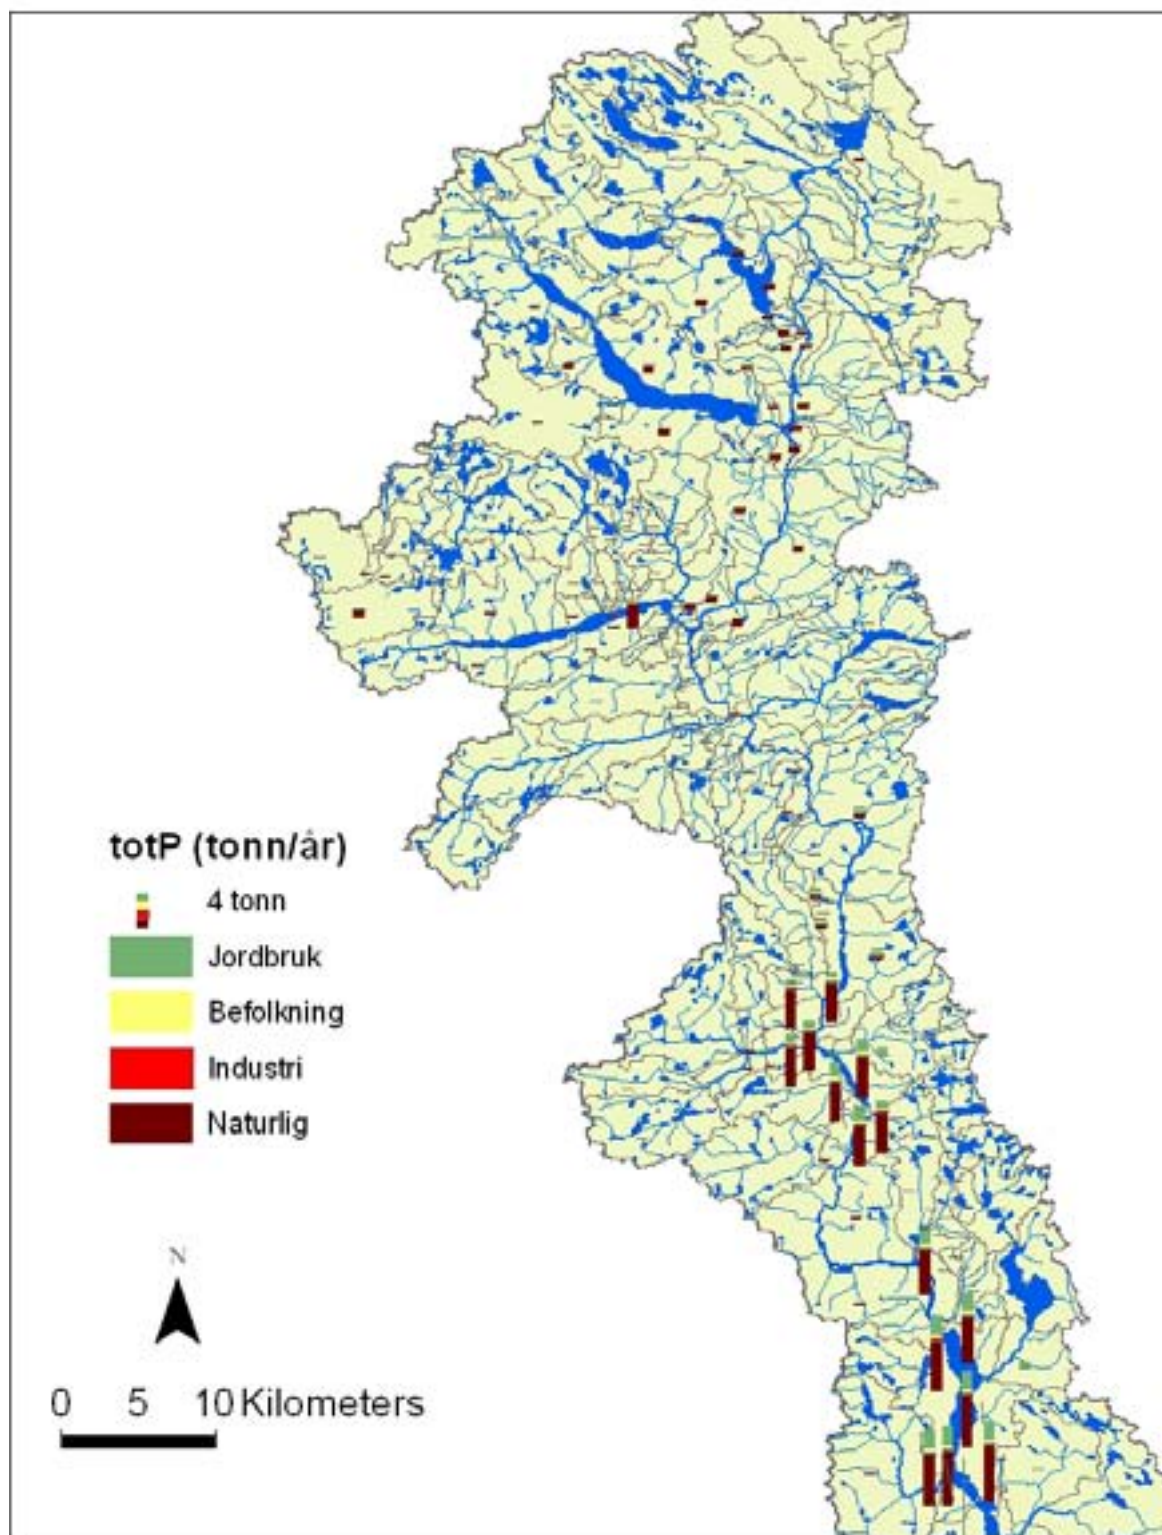 totP (tonn/år)
4 tonn
Jordbruk
Befolkning
Industri
Naturlig
N
0 5 10 Kilometers